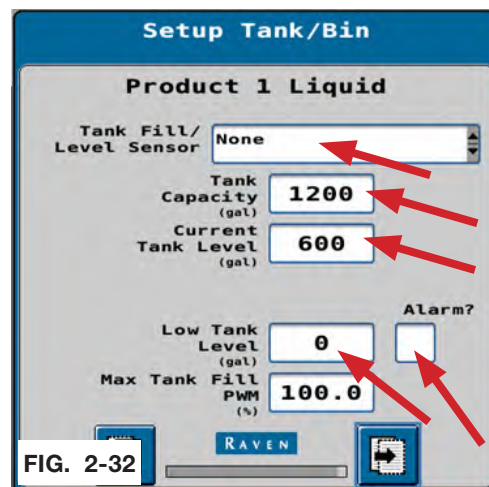 Setup Tank/Bin
Product 1 Liquid
Tank Fill/
Level Sensor
None
Tank
Capacity
(gal)
1200
Current
Tank Level
(gal)
600
Alarm?
Low Tank
Level
(gal)
0
Max Tank Fill
PWM
(%)
100.0
RAVEN
FIG. 2-32